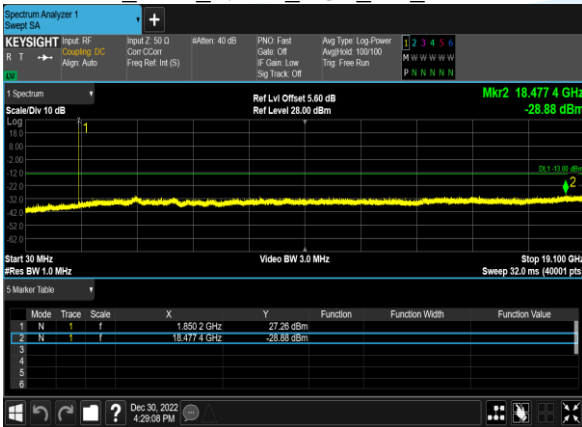 Spectrum Analyzer 1
Swept SA
+
KEYSIGHT Input: RF Input Z: 50 Ω #Atten: 40 dB PNO: Fast Avg Type: Log-Power 1 2 3 4 5 6
R T Coupling: DC Corr CCorr Gate: Off Avg|Hold: 100/100 M W W W W W
Align: Auto Freq Ref: Int (S) IF Gain: Low Trig: Free Run
LU Sig Track: Off P N N N N N
1 Spectrum Ref Lvl Offset 5.60 dB Mkr2 18.477 4 GHz
Scale/Div 10 dB Ref Level 28.00 dBm -28.88 dBm
Log
18.0 1
8.00
-2.00
-12.0 DL1 -13.00 dBm
-22.0 2
-32.0
-42.0
-52.0
-62.0
Start 30 MHz Video BW 3.0 MHz Stop 19.100 GHz
#Res BW 1.0 MHz Sweep 32.0 ms (40001 pts
5 Marker Table
Mode Trace Scale X Y Function Function Width Function Value
1 N 1 f 1.850 2 GHz 27.26 dBm
2 N 1 f 18.477 4 GHz -28.88 dBm
3
4
5
6
? Dec 30, 2022
4:29:08 PM